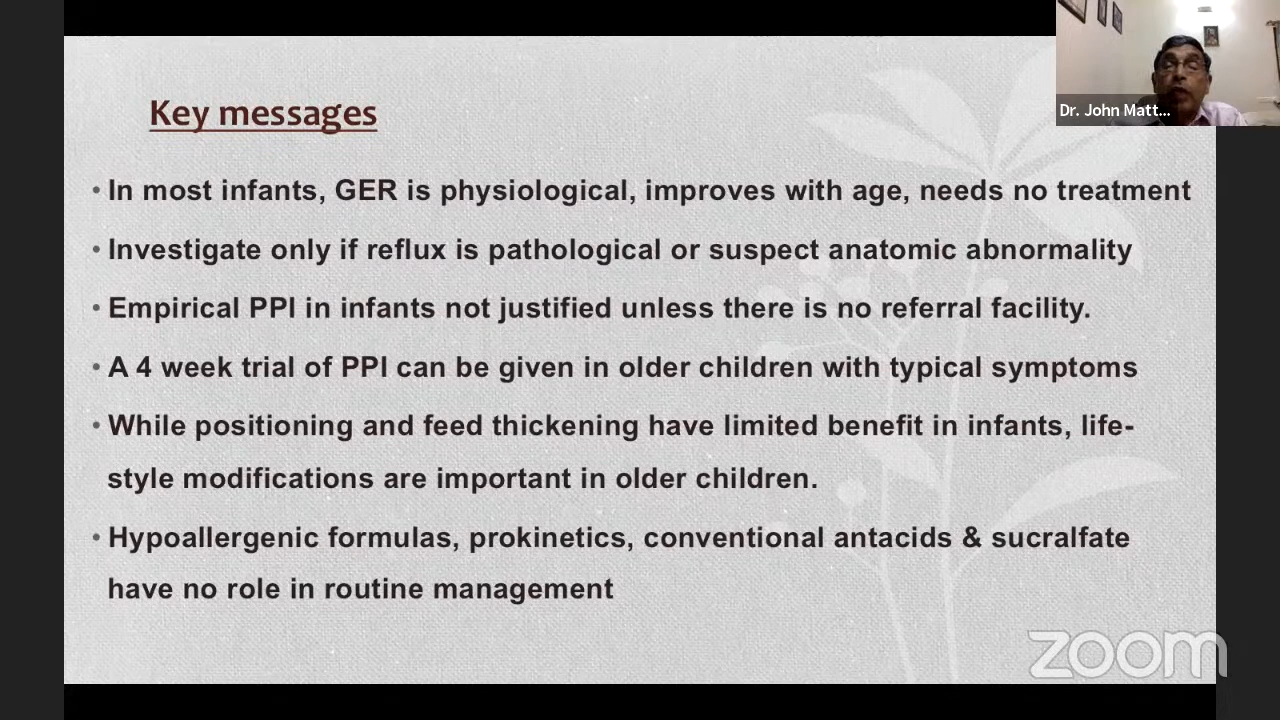 Dr. John Matt...
Key messages
• In most infants, GER is physiological, improves with age, needs no treatment
• Investigate only if reflux is pathological or suspect anatomic abnormality
• Empirical PPI in infants not justified unless there is no referral facility.
• A 4 week trial of PPI can be given in older children with typical symptoms
• While positioning and feed thickening have limited benefit in infants, life-
style modifications are important in older children.
• Hypoallergenic formulas, prokinetics, conventional antacids & sucralfate
have no role in routine management
zoom